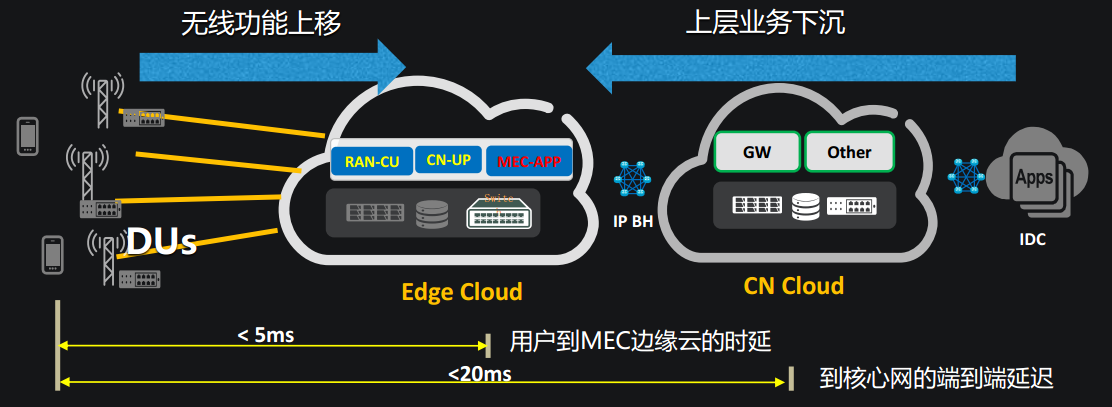 无线功能上移
上层业务下沉
RAN-CU
CN-UP
MEC-APP
GW
Other
Switc
Apps
IP BH
IDC
DUs
Edge Cloud
CN Cloud
< 5ms
用户到MEC边缘云的时延
<20ms
到核心网的端到端延迟